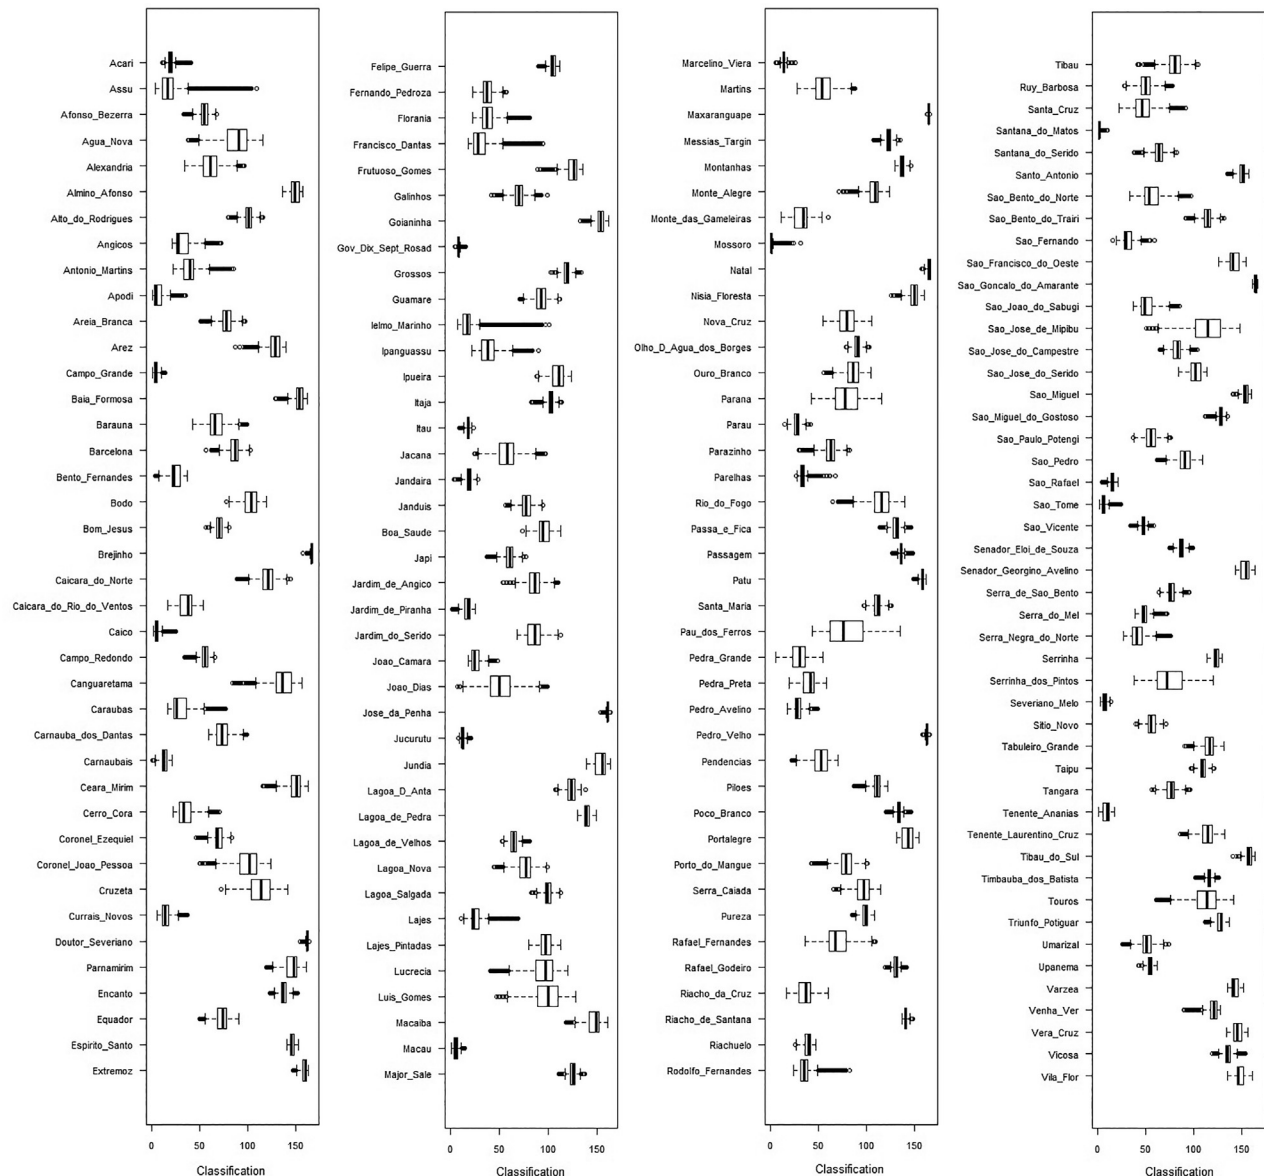 Acari
Assu
Afonso_Bezerra
Agua_Nova
Alexandria
Almino_Afonso
Alto_do_Rodrigues
Angicos
Antonio_Martins
Apodi
Areia_Branca
Arez
Campo_Grande
Baia_Formosa
Barauna
Barcelona
Bento_Fernandes
Bodo
Bom_Jesus
Brejinho
Caicara_do_Norte
Caicara_do_Rio_do_Ventos
Caico
Campo_Redondo
Canguaretama
Caraubas
Carnauba_dos_Dantas
Carnaubais
Ceara_Mirim
Cerro_Cora
Coronel_Ezequiel
Coronel_Joao_Pessoa
Cruzeta
Currais_Novos
Doutor_Severiano
Parnamirim
Encanto
Equador
Espirito_Santo
Extremoz
0 50 100 150
Classification
Felipe_Guerra
Fernando_Pedroza
Florania
Francisco_Dantas
Frutuoso_Gomes
Galinhos
Goianinha
Gov_Dix_Sept_Rosad
Grossos
Guamare
Ielmo_Marinho
Ipanguassu
Ipueira
Itaja
Itau
Jacana
Jandaira
Janduis
Boa_Saude
Japi
Jardim_de_Angico
Jardim_de_Piranha
Jardim_do_Serido
Joao_Camara
Joao_Dias
Jose_da_Penha
Jucurutu
Jundia
Lagoa_D_Anta
Lagoa_de_Pedra
Lagoa_de_Velhos
Lagoa_Nova
Lagoa_Salgada
Lajes
Lajes_Pintadas
Lucrecia
Luis_Gomes
Macaiba
Macau
Major_Sale
0 50 100 150
Classification
Marcelino_Viera
Martins
Maxaranguape
Messias_Targin
Montanhas
Monte_Alegre
Monte_das_Gameleiras
Mossoro
Natal
Nisia_Floresta
Nova_Cruz
Olho_D_Agua_dos_Borges
Ouro_Branco
Parana
Parau
Parazinho
Parelhas
Rio_do_Fogo
Passa_e_Fica
Passagem
Patu
Santa_Maria
Pau_dos_Ferros
Pedra_Grande
Pedra_Preta
Pedro_Avelino
Pedro_Velho
Pendencias
Piloes
Poco_Branco
Portalegre
Porto_do_Mangue
Serra_Caiada
Pureza
Rafael_Fernandes
Rafael_Godeiro
Riacho_da_Cruz
Riacho_de_Santana
Riachuelo
Rodolfo_Fernandes
0 50 100 150
Classification
Tibau
Ruy_Barbosa
Santa_Cruz
Santana_do_Matos
Santana_do_Serido
Santo_Antonio
Sao_Bento_do_Norte
Sao_Bento_do_Trairi
Sao_Fernando
Sao_Francisco_do_Oeste
Sao_Goncalo_do_Amarante
Sao_Joao_do_Sabugi
Sao_Jose_de_Mipibu
Sao_Jose_do_Campestre
Sao_Jose_do_Serido
Sao_Miguel
Sao_Miguel_do_Gostoso
Sao_Paulo_Potengi
Sao_Pedro
Sao_Rafael
Sao_Tome
Sao_Vicente
Senador_Eloi_de_Souza
Senador_Georgino_Avelino
Serra_de_Sao_Bento
Serra_do_Mel
Serra_Negra_do_Norte
Serrinha
Serrinha_dos_Pintos
Severiano_Melo
Sitio_Novo
Tabuleiro_Grande
Taipu
Tangara
Tenente_Ananias
Tenente_Laurentino_Cruz
Tibau_do_Sul
Timbauba_dos_Batista
Touros
Triunfo_Potiguar
Umarizal
Upanema
Varzea
Venha_Ver
Vera_Cruz
Vicosa
Vila_Flor
0 50 100 150
Classification